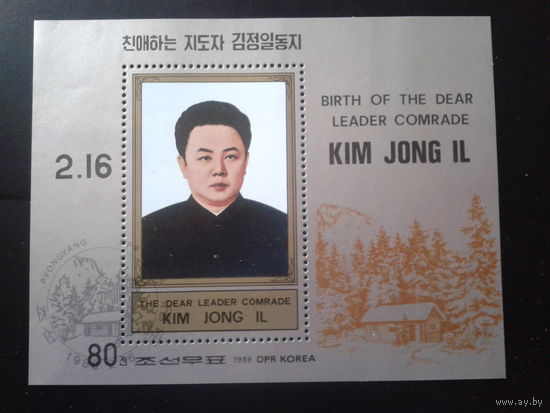 친애하는 지도자 김정일동지
BIRTH OF THE DEAR
LEADER COMRADE
KIM JONG IL
2.16
PYONGYANG
THE DEAR LEADER COMRADE
KIM JONG IL
80전 조선우표 1988 DPR KOREA
www.ay.by